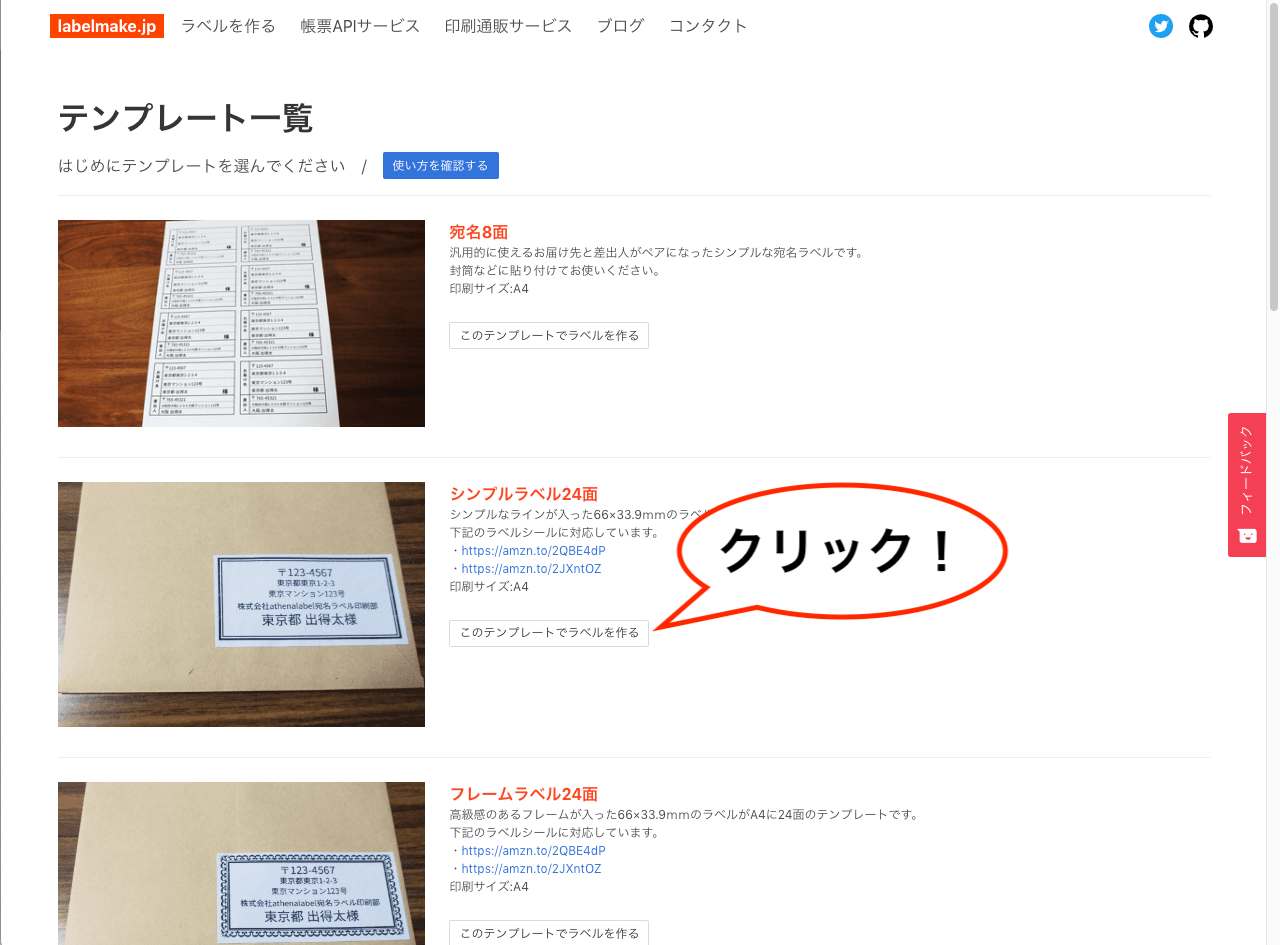 labelmake.jp ラベルを作る 帳票APIサービス 印刷通販サービス ブログ コンタクト
テンプレート一覧
はじめにテンプレートを選んでください / 使い方を確認する
宛名8面
汎用的に使えるお届け先と差出人がペアになったシンプルな宛名ラベルです。
封筒などに貼り付けてお使いください。
印刷サイズ:A4
このテンプレートでラベルを作る
フィードバック
シンプルラベル24面
シンプルなラインが入った66×33.9mmのラベル
下記のラベルシールに対応しています。
・https://amzn.to/2QBE4dP
・https://amzn.to/2JXntOZ
印刷サイズ:A4
このテンプレートでラベルを作る
クリック！
〒123-4567
東京都東京1-2-3
東京マンション123号
株式会社athenalabel宛名ラベル印刷部
東京都 出得太様
フレームラベル24面
高級感のあるフレームが入った66×33.9mmのラベルがA4に24面のテンプレートです。
下記のラベルシールに対応しています。
・https://amzn.to/2QBE4dP
・https://amzn.to/2JXntOZ
印刷サイズ:A4
このテンプレートでラベルを作る
〒123-4567
東京都東京1-2-3
東京マンション123号
株式会社athenalabel宛名ラベル印刷部
東京都 出得太様